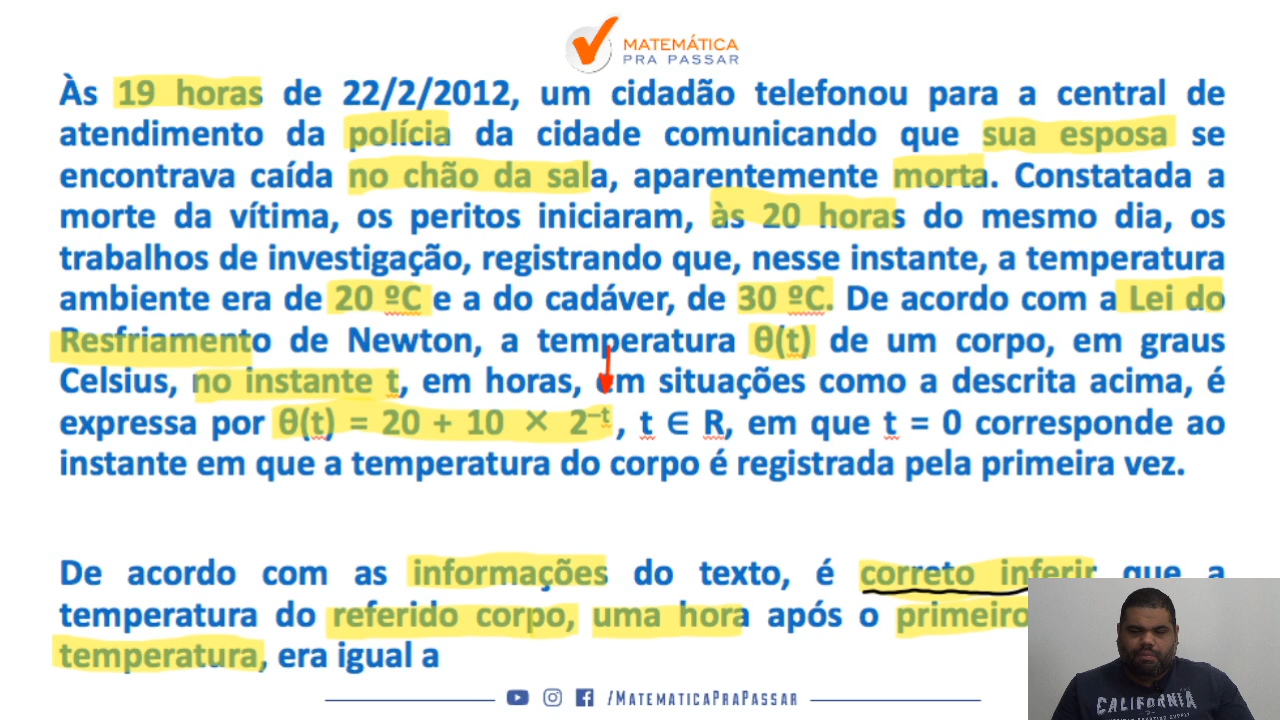 MATEMÁTICA
PRA PASSAR
Às 19 horas de 22/2/2012, um cidadão telefonou para a central de
atendimento da polícia da cidade comunicando que sua esposa se
encontrava caída no chão da sala, aparentemente morta. Constatada a
morte da vítima, os peritos iniciaram, às 20 horas do mesmo dia, os
trabalhos de investigação, registrando que, nesse instante, a temperatura
ambiente era de 20 ºC e a do cadáver, de 30 ºC. De acordo com a Lei do
Resfriamento de Newton, a temperatura θ(t) de um corpo, em graus
Celsius, no instante t, em horas, em situações como a descrita acima, é
expressa por θ(t) = 20 + 10 × 2⁻ᵗ, t ∈ R, em que t = 0 corresponde ao
instante em que a temperatura do corpo é registrada pela primeira vez.
De acordo com as informações do texto, é correto inferir que a
temperatura do referido corpo, uma hora após o primeiro
temperatura, era igual a
/MATEMATICAPRAPASSAR
CALIFORNIA